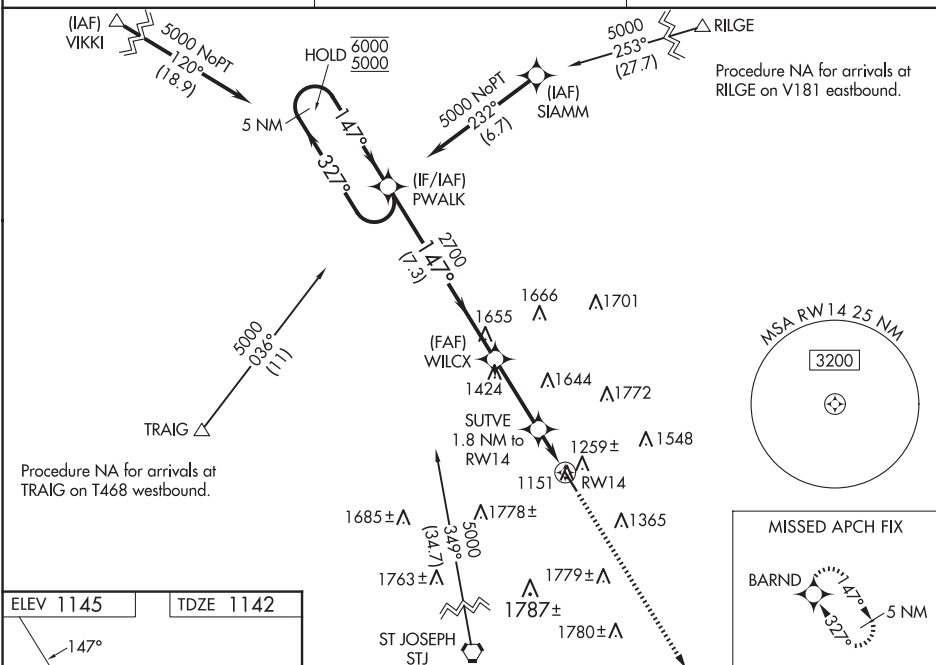 (IAF)
VIKKI
5000 NoPT
120°
(18.9)
HOLD 6000
5000
5 NM
147°
327°
(IF/IAF)
PWALK
5000 NoPT
232°
(6.7)
(IAF)
SIAMM
5000
253°
(27.7)
RILGE
Procedure NA for arrivals at
RILGE on V181 eastbound.
2700
147°
(7.3)
5000
036°
(11)
TRAIG
Procedure NA for arrivals at
TRAIG on T468 westbound.
1666
1701
1655
(FAF)
WILCX
1424
1644
1772
SUTVE
1.8 NM to
RW14
1259±
1548
1151
RW14
1685±
1778±
1365
1763±
1779±
1787±
1780±
5000
349°
(34.7)
ST JOSEPH
STJ
MSA RW14 25 NM
3200
MISSED APCH FIX
BARND
147°
327°
5 NM
ELEV 1145
TDZE 1142
147°